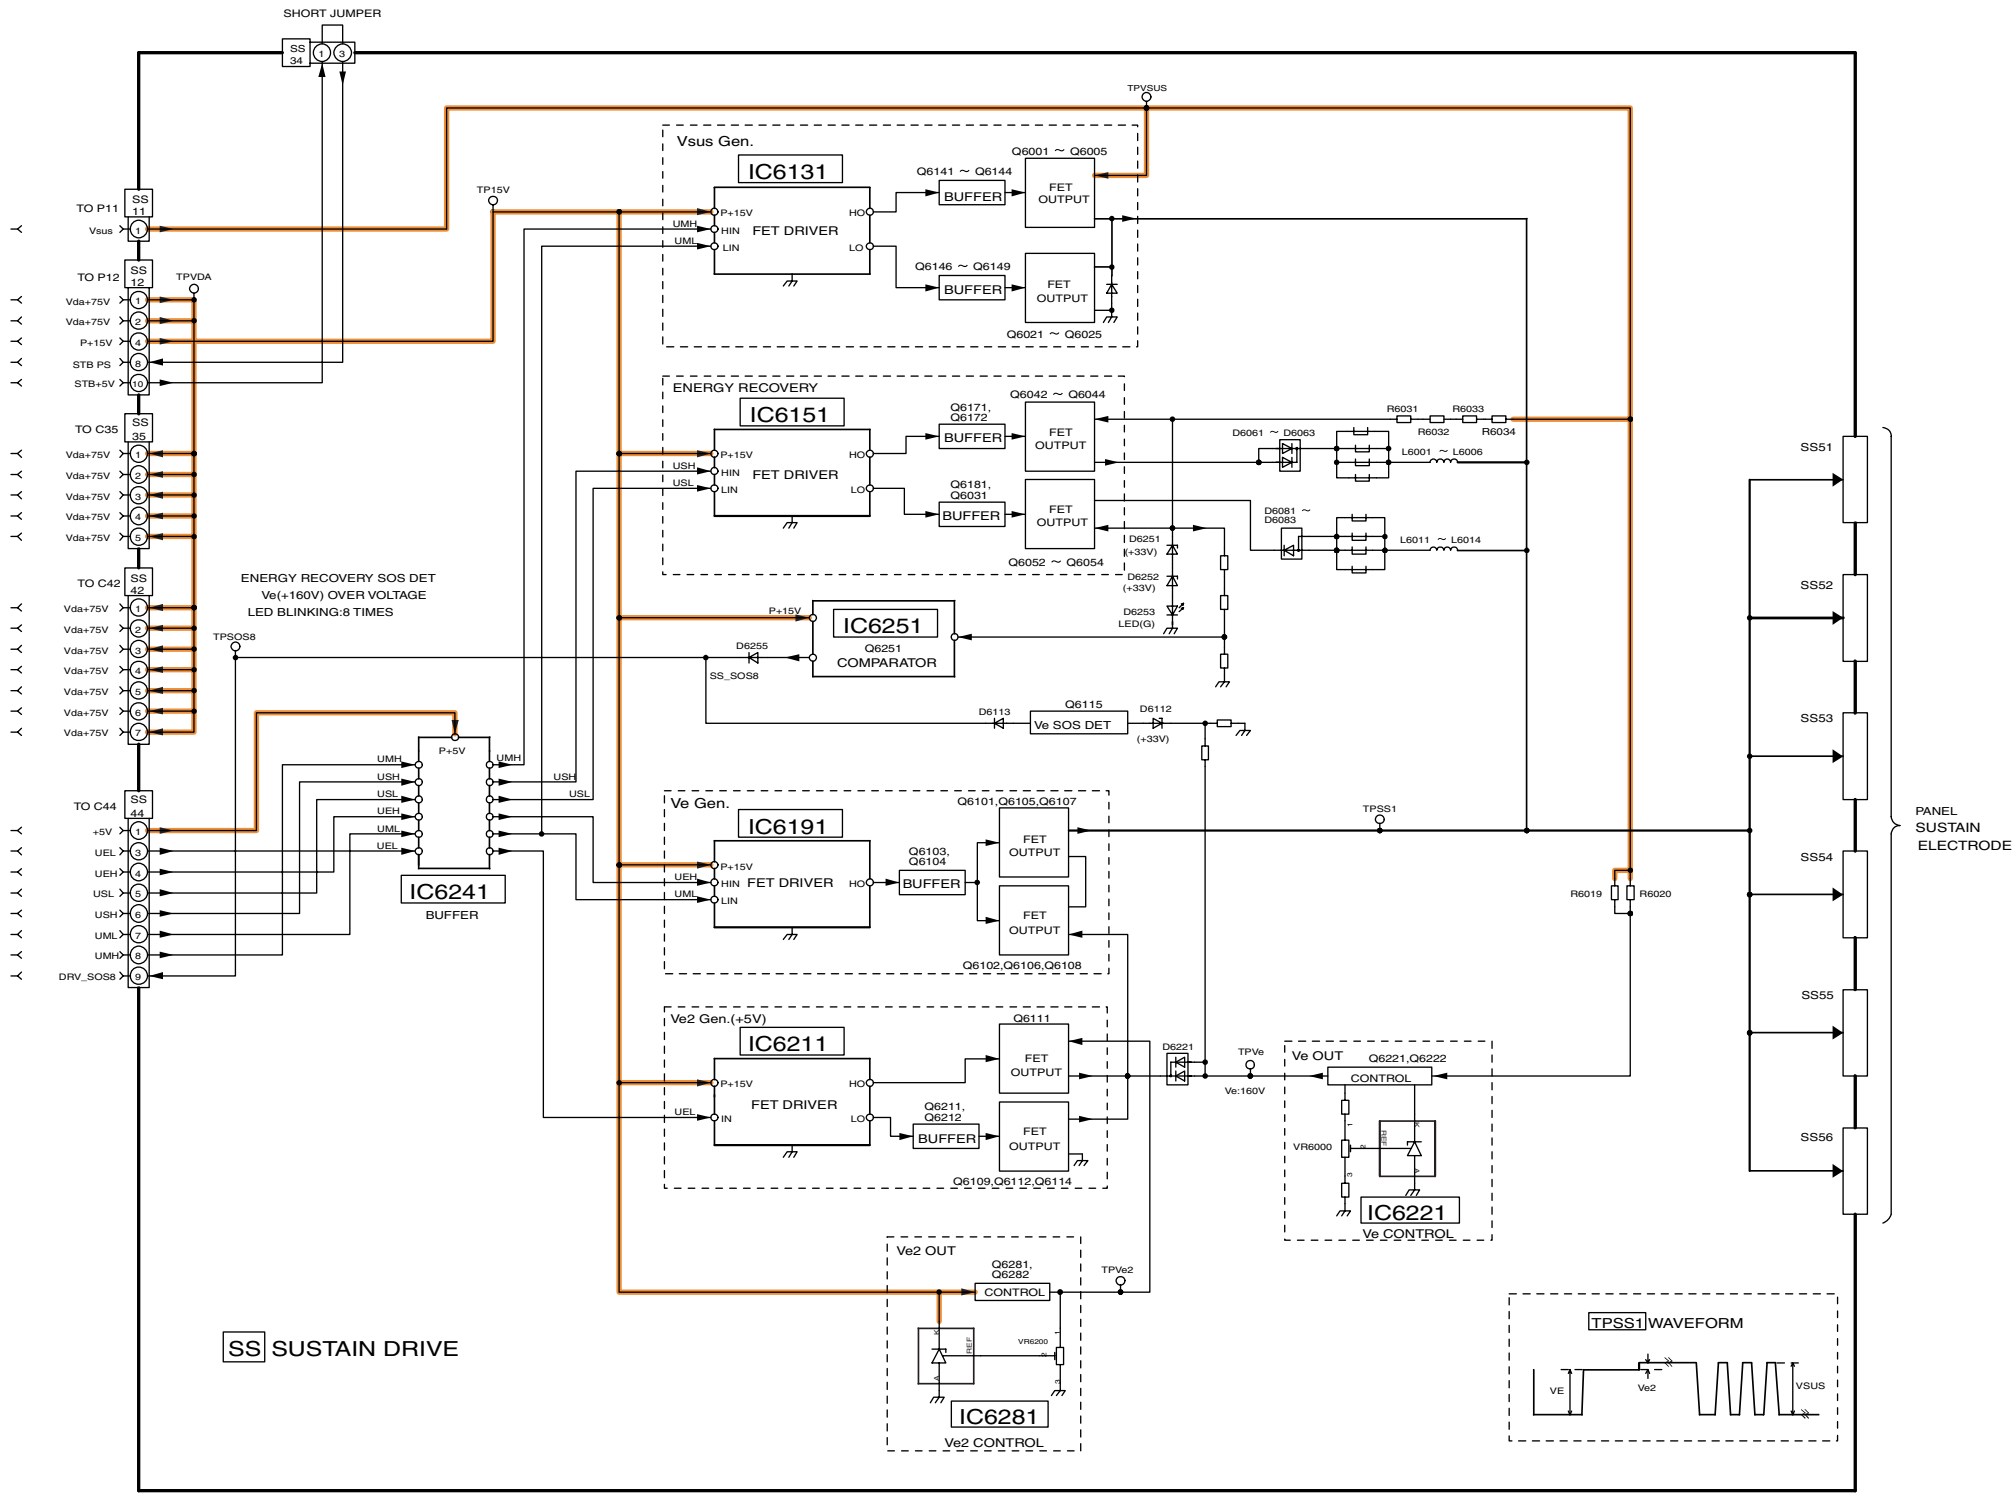 SHORT JUMPER
SS
34
1
3
TPVSUS
Vsus Gen.
IC6131
Q6001 ～ Q6005
Q6141 ～ Q6144
BUFFER
FET
OUTPUT
P+15V
HIN
LIN
FET DRIVER
HO
LO
UMH
UML
Q6146 ～ Q6149
BUFFER
FET
OUTPUT
Q6021 ～ Q6025
TP15V
TO P11
SS
11
Vsus
1
TO P12
SS
12
TPVDA
Vda+75V
1
Vda+75V
2
P+15V
4
STB PS
8
STB+5V
10
ENERGY RECOVERY
IC6151
Q6042 ～ Q6044
Q6171,
Q6172
BUFFER
FET
OUTPUT
P+15V
HIN
LIN
FET DRIVER
HO
LO
USH
USL
Q6181,
Q6031
BUFFER
FET
OUTPUT
Q6052 ～ Q6054
R6031
R6033
R6032
R6034
D6061 ～ D6063
L6001 ～ L6006
D6081 ～
D6083
L6011 ～ L6014
D6251
(+33V)
D6252
(+33V)
D6253
LED(G)
TO C35
SS
35
Vda+75V
1
Vda+75V
2
Vda+75V
3
Vda+75V
4
Vda+75V
5
TO C42
SS
42
Vda+75V
1
Vda+75V
2
Vda+75V
3
Vda+75V
4
Vda+75V
5
Vda+75V
6
Vda+75V
7
ENERGY RECOVERY SOS DET
Ve(+160V) OVER VOLTAGE
LED BLINKING:8 TIMES
TPSOS8
P+15V
IC6251
Q6251
COMPARATOR
D6255
SS_SOS8
D6113
Q6115
Ve SOS DET
D6112
(+33V)
P+5V
UMH
USH
USL
UEH
UML
UEL
UMH
USH
USL
IC6241
BUFFER
TO C44
SS
44
+5V
1
UEL
3
UEH
4
USL
5
USH
6
UML
7
UMH
8
DRV_SOS8
9
Ve Gen.
IC6191
Q6101,Q6105,Q6107
Q6103,
Q6104
BUFFER
FET
OUTPUT
P+15V
HIN
LIN
FET DRIVER
HO
UEH
UML
FET
OUTPUT
Q6102,Q6106,Q6108
TPSS1
R6019
R6020
Ve2 Gen.(+5V)
IC6211
Q6111
FET
OUTPUT
P+15V
IN
FET DRIVER
HO
LO
UEL
Q6211,
Q6212
BUFFER
FET
OUTPUT
Q6109,Q6112,Q6114
D6221
TPVe
Ve:160V
Ve OUT
Q6221,Q6222
CONTROL
1
VR6000
2
3
REF
K
A
IC6221
Ve CONTROL
Ve2 OUT
Q6281,
Q6282
CONTROL
TPVe2
K
REF
A
VR6200
1
2
3
IC6281
Ve2 CONTROL
SS51
SS52
SS53
SS54
SS55
SS56
PANEL
SUSTAIN
ELECTRODE
SS SUSTAIN DRIVE
TPSS1 WAVEFORM
VE
Ve2
VSUS